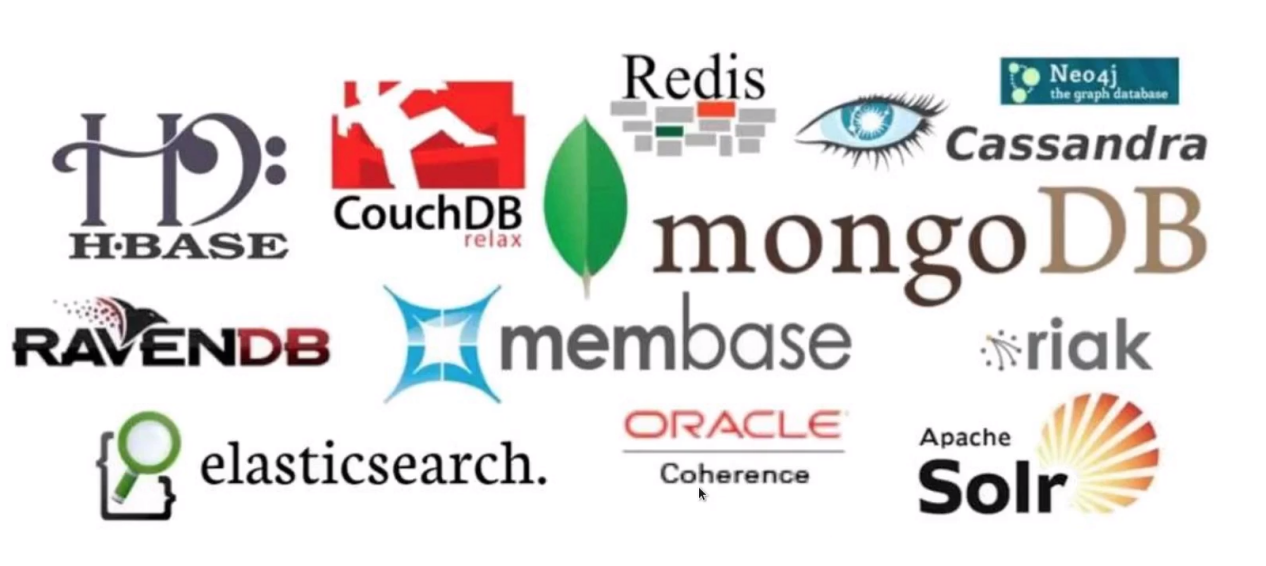 Redis
Neo4j
the graph database
Cassandra
H·BASE
CouchDB
relax
mongoDB
RAVENDB
membase
riak
elasticsearch.
ORACLE
Coherence
Apache
Solr